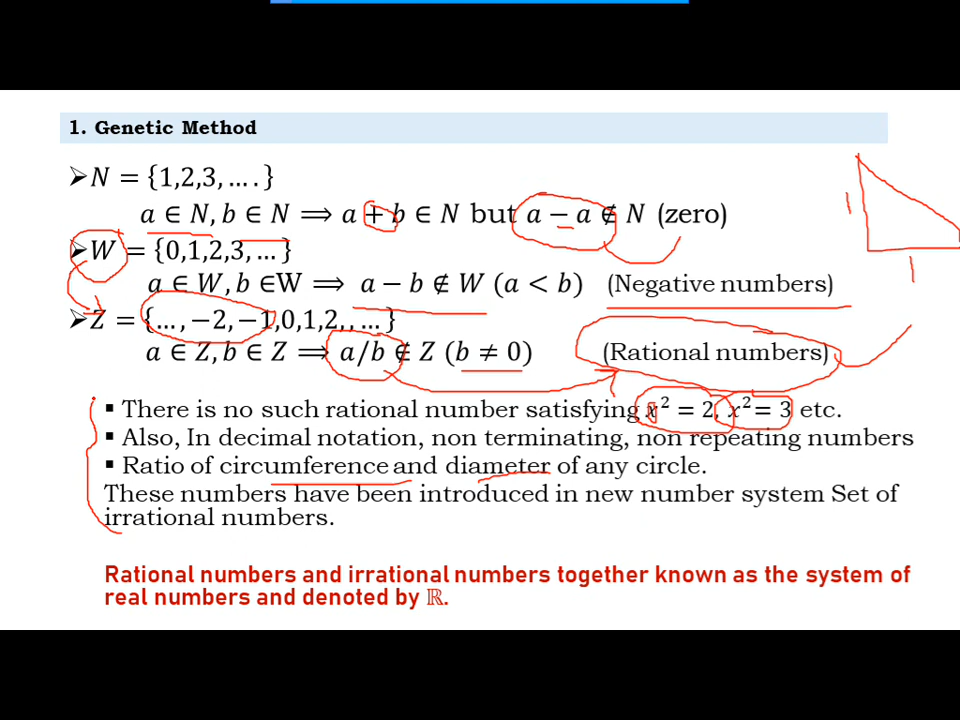 1. Genetic Method
➢N = {1,2,3, ... . }
a ∈ N, b ∈ N ⟹ a + b ∈ N but a − a ∉ N (zero)
➢W = {0,1,2,3, ... }
a ∈ W, b ∈W ⟹ a − b ∉ W (a < b) (Negative numbers)
➢Z = {..., −2, −1,0,1,2, , ... }
a ∈ Z, b ∈ Z ⟹ a/b ∉ Z (b ≠ 0) (Rational numbers)
▪ There is no such rational number satisfying x² = 2, x² = 3 etc.
▪ Also, In decimal notation, non terminating, non repeating numbers
▪ Ratio of circumference and diameter of any circle.
These numbers have been introduced in new number system Set of
irrational numbers.
Rational numbers and irrational numbers together known as the system of
real numbers and denoted by ℝ.